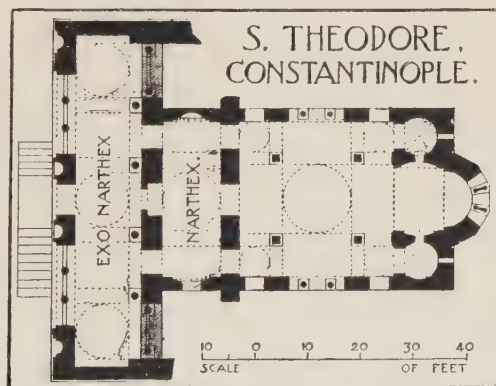 S. THEODORE,
CONSTANTINOPLE.
EXO NARTHEX
NARTHEX.
10 0 10 20 30 40
SCALE OF FEET